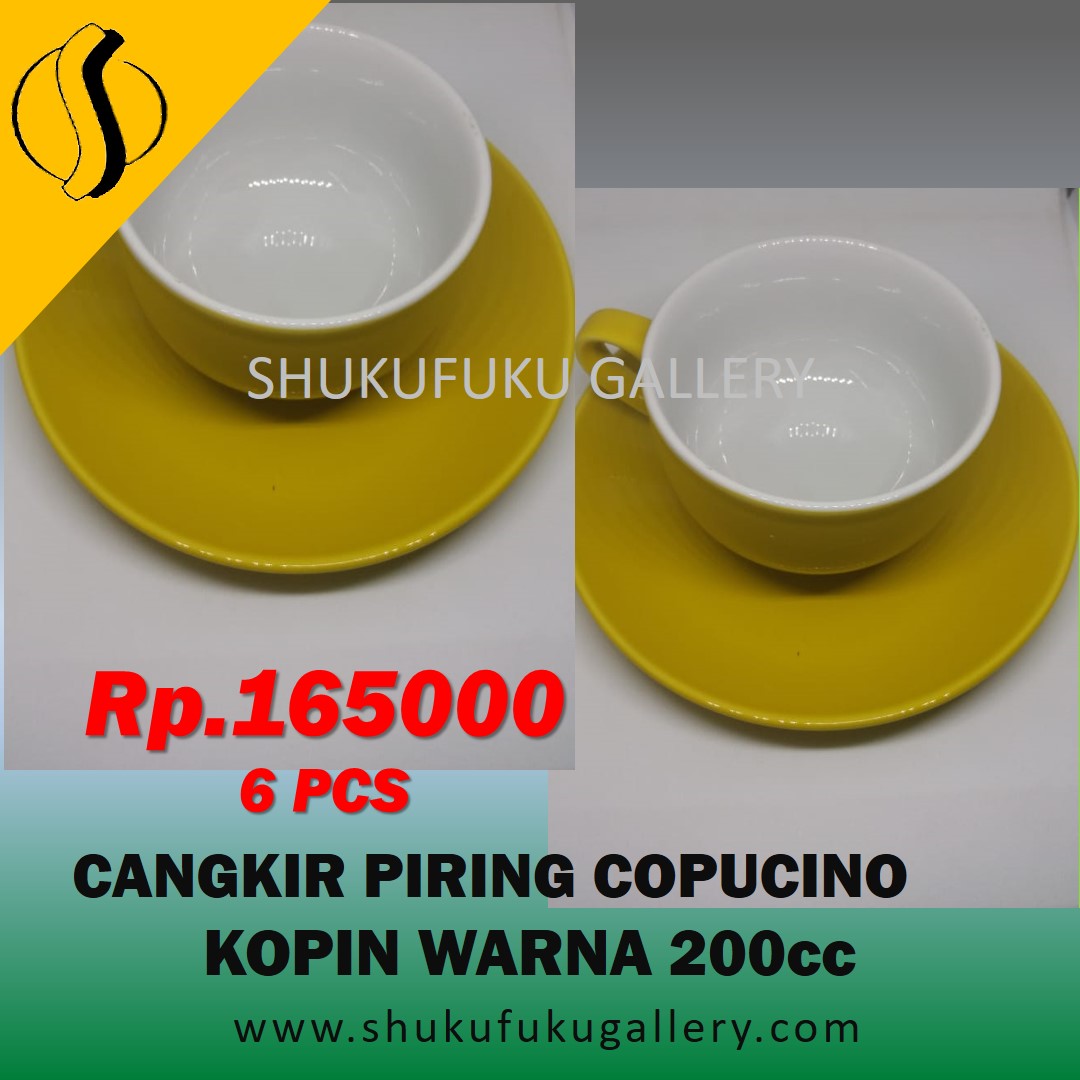 SHUKUFUKU GALLERY
Rp.165000
6 PCS
CANGKIR PIRING COPUCINO
KOPIN WARNA 200cc
www.shukufukugallery.com